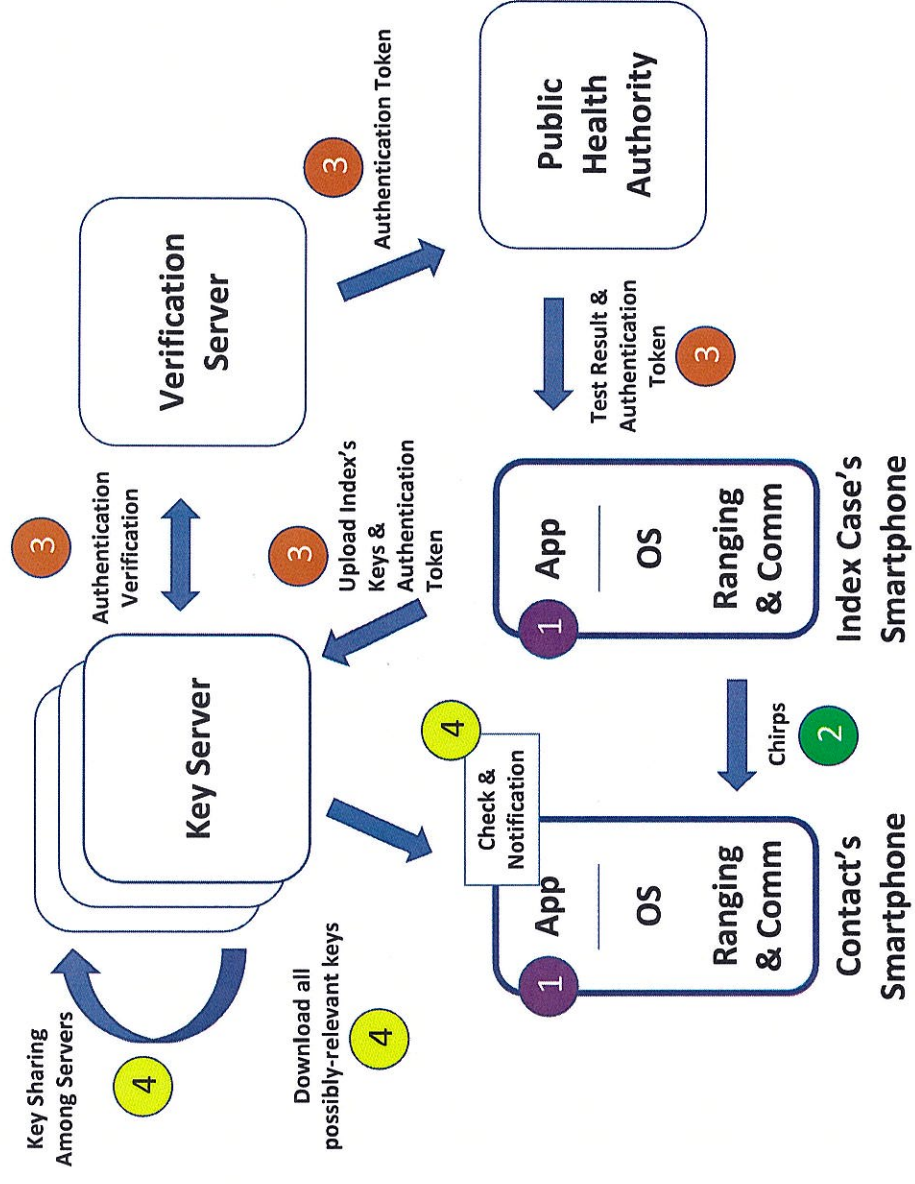 Key Sharing
Among Servers
4
Key Server
3
Authentication
Verification
Verification
Server
Download all
possibly-relevant keys
4
3
Upload Index's
Keys &
Authentication
Token
3
Authentication Token
4
Check &
Notification
1
App
OS
Ranging
& Comm
Contact's
Smartphone
Chirps
2
1
App
OS
Ranging
& Comm
Index Case's
Smartphone
Test Result &
Authentication
Token
3
Public
Health
Authority